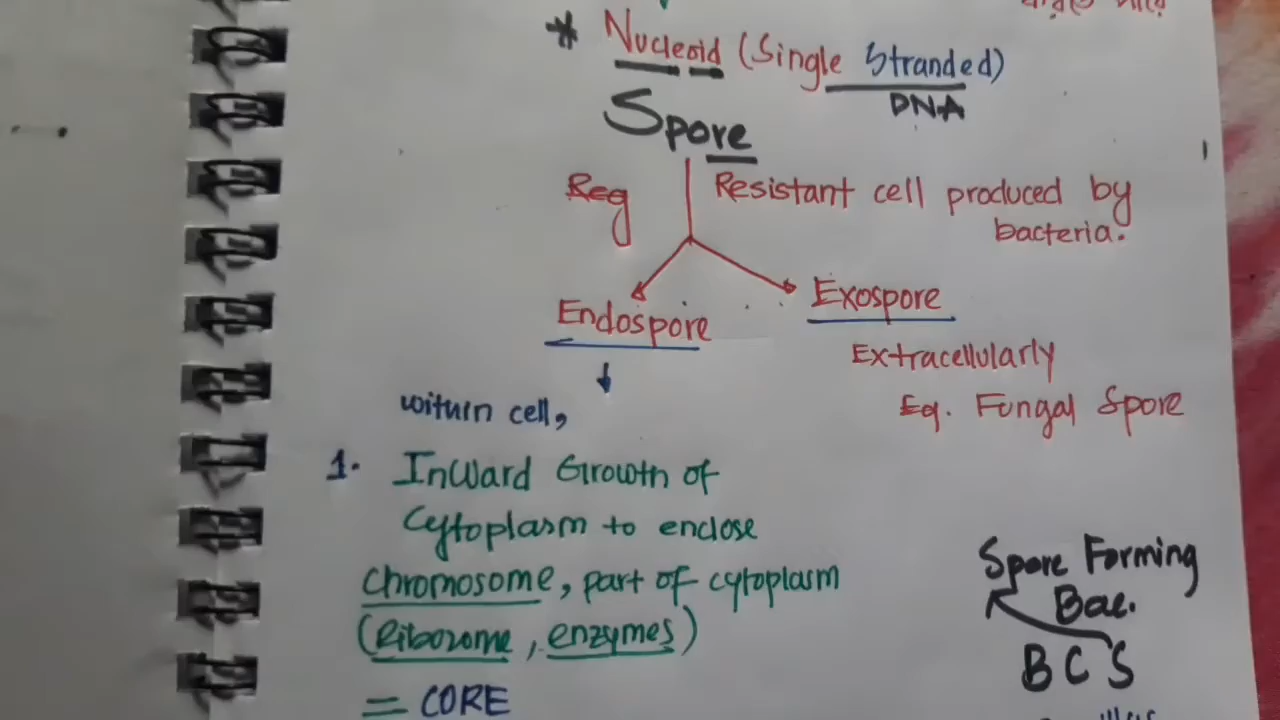 * Nucleoid (Single Stranded)
DNA
Spore
Reg
Resistant cell produced by
bacteria.
Endospore
Exospore
Extracellularly
Eg. Fungal Spore
within cell,
1. Inward Growth of
Cytoplasm to enclose
chromosome, part of cytoplasm
(Ribosome, enzymes)
= CORE
Spore Forming
Bac.
B C S